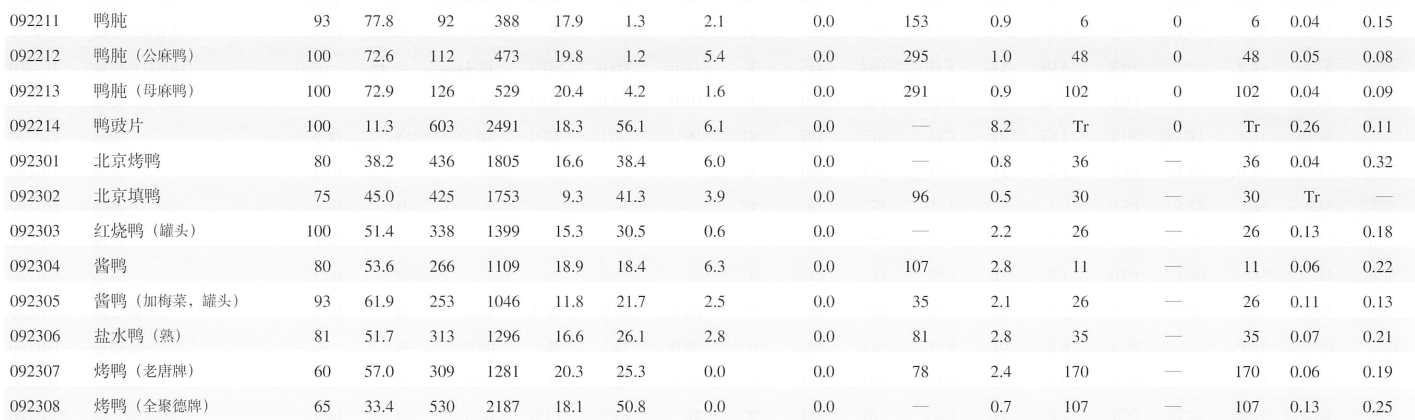 092211 鸭肫 93 77.8 92 388 17.9 1.3 2.1 0.0 153 0.9 6 0 6 0.04 0.15
092212 鸭肫（公麻鸭） 100 72.6 112 473 19.8 1.2 5.4 0.0 295 1.0 48 0 48 0.05 0.08
092213 鸭肫（母麻鸭） 100 72.9 126 529 20.4 4.2 1.6 0.0 291 0.9 102 0 102 0.04 0.09
092214 鸭豉片 100 11.3 603 2491 18.3 56.1 6.1 0.0 — 8.2 Tr 0 Tr 0.26 0.11
092301 北京烤鸭 80 38.2 436 1805 16.6 38.4 6.0 0.0 — 0.8 36 — 36 0.04 0.32
092302 北京填鸭 75 45.0 425 1753 9.3 41.3 3.9 0.0 96 0.5 30 — 30 Tr —
092303 红烧鸭（罐头） 100 51.4 338 1399 15.3 30.5 0.6 0.0 — 2.2 26 — 26 0.13 0.18
092304 酱鸭 80 53.6 266 1109 18.9 18.4 6.3 0.0 107 2.8 11 — 11 0.06 0.22
092305 酱鸭（加梅菜，罐头） 93 61.9 253 1046 11.8 21.7 2.5 0.0 35 2.1 26 — 26 0.11 0.13
092306 盐水鸭（熟） 81 51.7 313 1296 16.6 26.1 2.8 0.0 81 2.8 35 — 35 0.07 0.21
092307 烤鸭（老唐牌） 60 57.0 309 1281 20.3 25.3 0.0 0.0 78 2.4 170 — 170 0.06 0.19
092308 烤鸭（全聚德牌） 65 33.4 530 2187 18.1 50.8 0.0 0.0 — 0.7 107 — 107 0.13 0.25